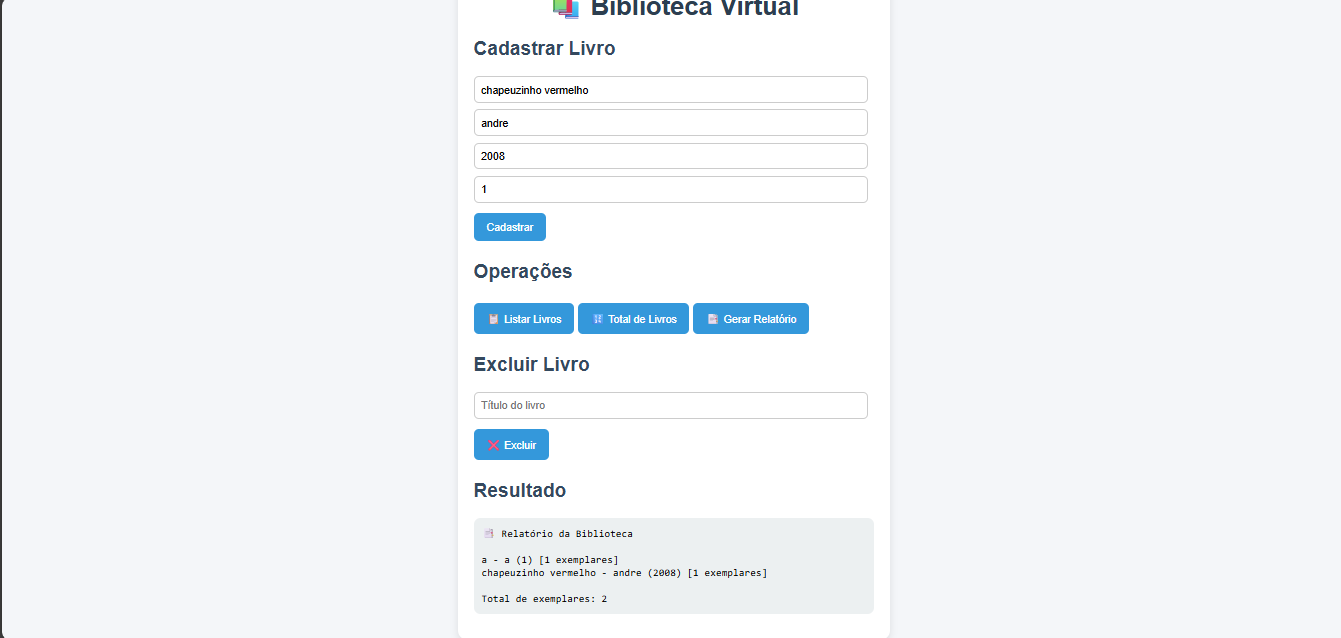 Biblioteca Virtual
Cadastrar Livro
chapeuzinho vermelho
andre
2008
1
Cadastrar
Operações
Listar Livros
Total de Livros
Gerar Relatório
Excluir Livro
Título do livro
Excluir
Resultado
Relatório da Biblioteca
a - a (1) [1 exemplares]
chapeuzinho vermelho - andre (2008) [1 exemplares]
Total de exemplares: 2